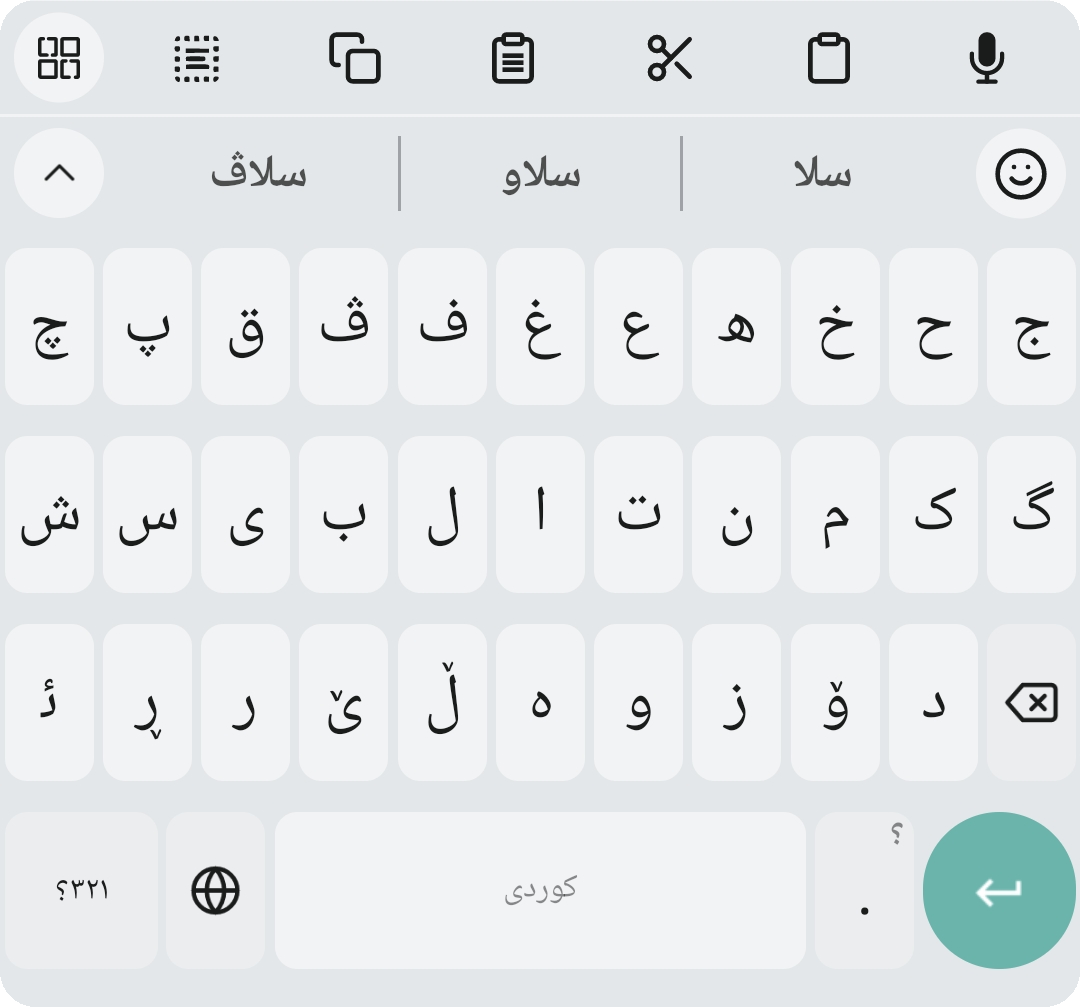 سلا سلاو سلاڤ
ج ح خ ھ ع غ ف ڤ ق پ چ
گ ک م ن ت ا ل ب ی س ش
د ۆ ز و ە ڵ ێ ر ڕ ئ
؟
. کوردی ٣٢١؟